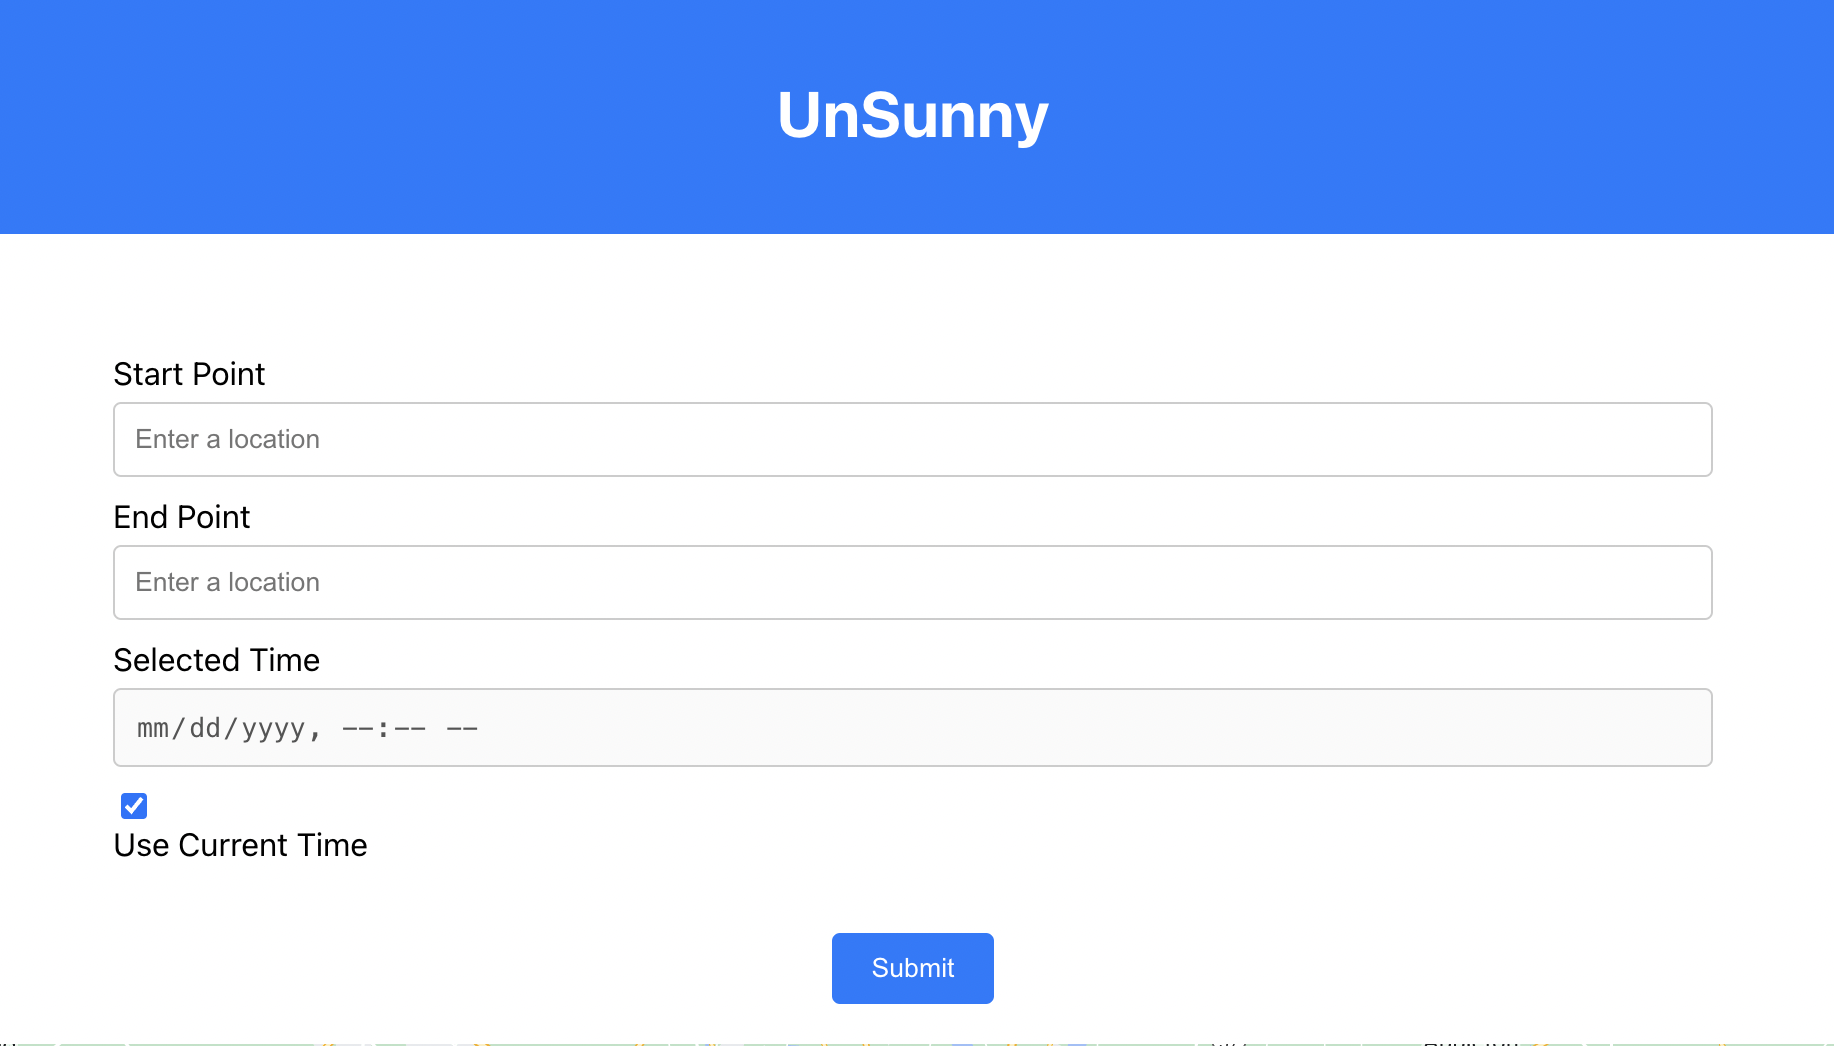 UnSunny
Start Point
Enter a location
End Point
Enter a location
Selected Time
mm/dd/yyyy, --:-- --
Use Current Time
Submit